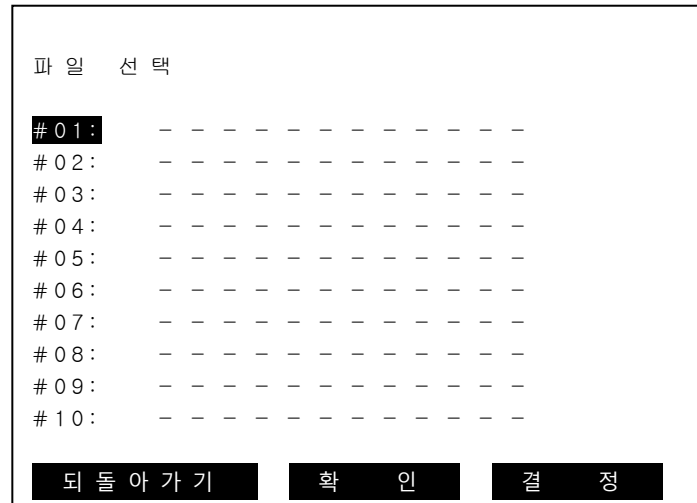 파일 선택
#01: － － － － － － － － － － － －
#02: － － － － － － － － － － － －
#03: － － － － － － － － － － － －
#04: － － － － － － － － － － － －
#05: － － － － － － － － － － － －
#06: － － － － － － － － － － － －
#07: － － － － － － － － － － － －
#08: － － － － － － － － － － － －
#09: － － － － － － － － － － － －
#10: － － － － － － － － － － － －
되돌아가기 확 인 결 정